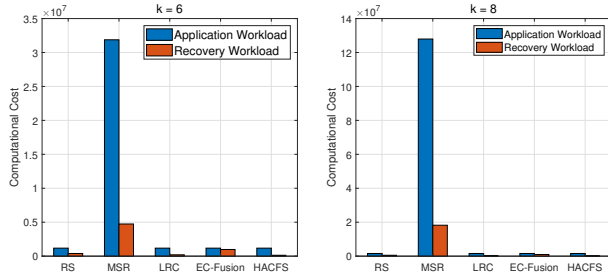 k = 6
×10^7
Computational Cost
3.5
3
2.5
2
1.5
1
0.5
0
Application Workload
Recovery Workload
RS MSR LRC EC-Fusion HACFS
k = 8
×10^7
Computational Cost
14
12
10
8
6
4
2
0
Application Workload
Recovery Workload
RS MSR LRC EC-Fusion HACFS